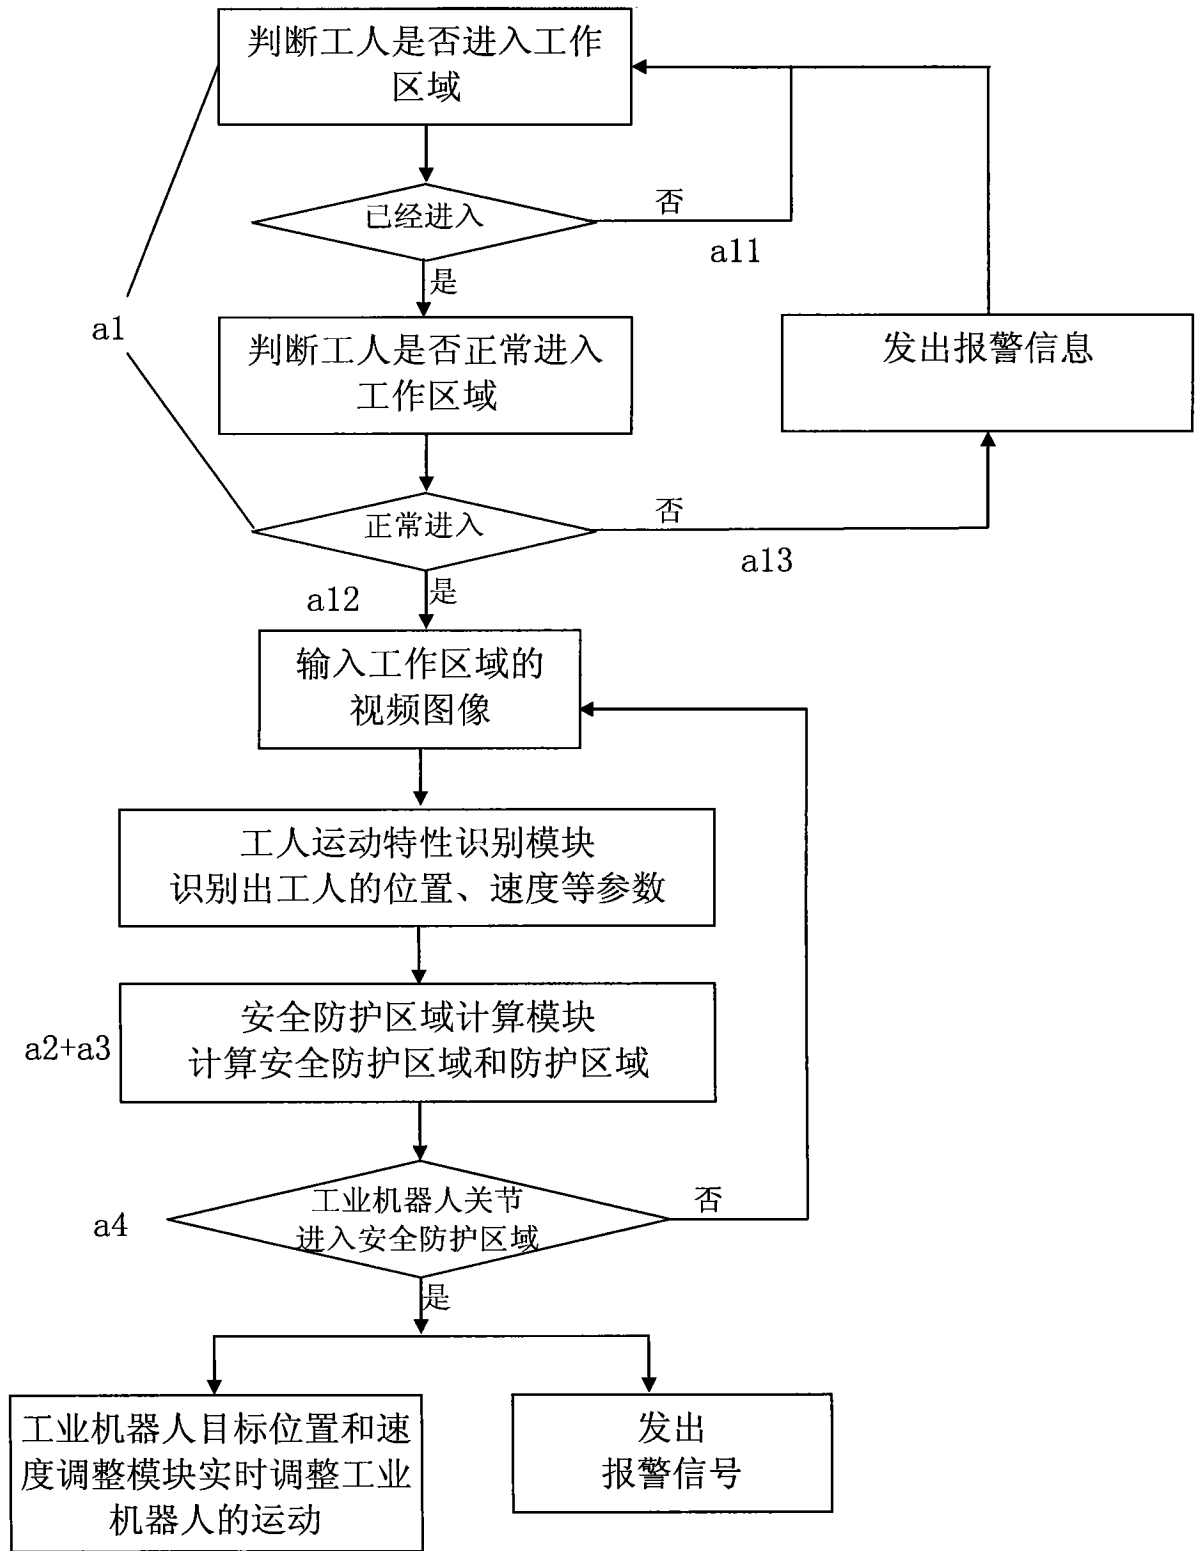 判断工人是否进入工作
区域
已经进入
否
a11
是
a1
判断工人是否正常进入
工作区域
发出报警信息
正常进入
否
a13
a12
是
输入工作区域的
视频图像
工人运动特性识别模块
识别出工人的位置、速度等参数
a2+a3
安全防护区域计算模块
计算安全防护区域和防护区域
a4
工业机器人关节
进入安全防护区域
否
是
工业机器人目标位置和速
度调整模块实时调整工业
机器人的运动
发出
报警信号